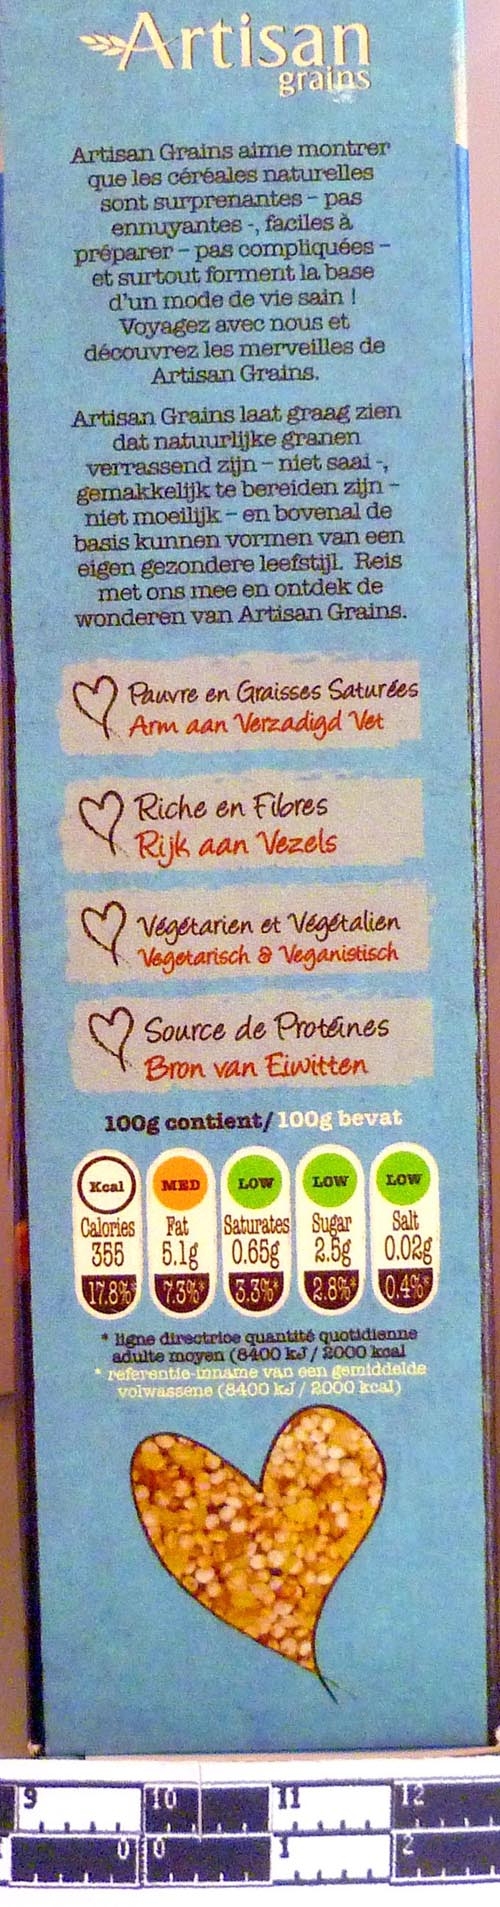 Artisan
grains
Artisan Grains aime montrer
que les céréales naturelles
sont surprenantes – pas
ennuyantes -, faciles à
préparer – pas compliquées –
et surtout forment la base
d'un mode de vie sain !
Voyagez avec nous et
découvrez les merveilles de
Artisan Grains.
Artisan Grains laat graag zien
dat natuurlijke granen
verrassend zijn – niet saai -,
gemakkelijk te bereiden zijn –
niet moeilijk – en bovenal de
basis kunnen vormen van een
eigen gezondere leefstijl. Reis
met ons mee en ontdek de
wonderen van Artisan Grains.
Pauvre en Graisses Saturées
Arm aan Verzadigd Vet
Riche en Fibres
Rijk aan Vezels
Végétarien et Végétalien
Vegetarisch & Veganistisch
Source de Protéines
Bron van Eiwitten
100g contient/100g bevat
Kcal MED LOW LOW LOW
Calories Fat Saturates Sugar Salt
355 5.1g 0.65g 2.5g 0.02g
17.8%* 7.3%* 3.3%* 2.8%* 0.4%*
* ligne directrice quantité quotidienne
adulte moyen (8400 kJ / 2000 kcal
* referentie-inname van een gemiddelde
volwassene (8400 kJ / 2000 kcal)
9 10 11 12
0 0 1 2